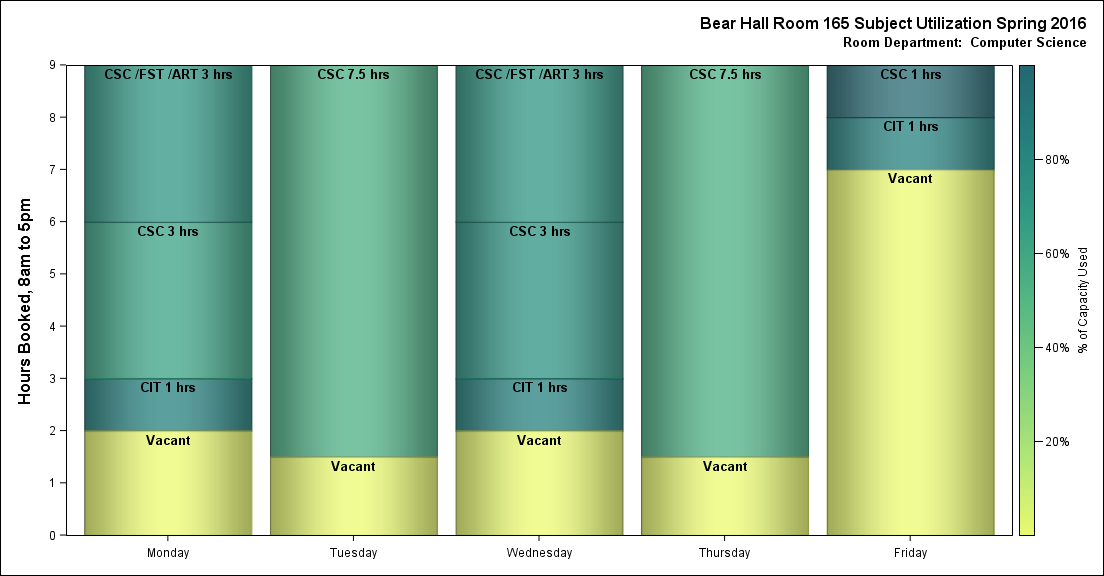 Bear Hall Room 165 Subject Utilization Spring 2016
Room Department:  Computer Science
Hours Booked, 8am to 5pm
9
8
7
6
5
4
3
2
1
0
CSC /FST /ART 3 hrs
CSC 3 hrs
CIT 1 hrs
Vacant
CSC 7.5 hrs
Vacant
CSC /FST /ART 3 hrs
CSC 3 hrs
CIT 1 hrs
Vacant
CSC 7.5 hrs
Vacant
CSC 1 hrs
CIT 1 hrs
Vacant
Monday
Tuesday
Wednesday
Thursday
Friday
80%
60%
40%
20%
% of Capacity Used